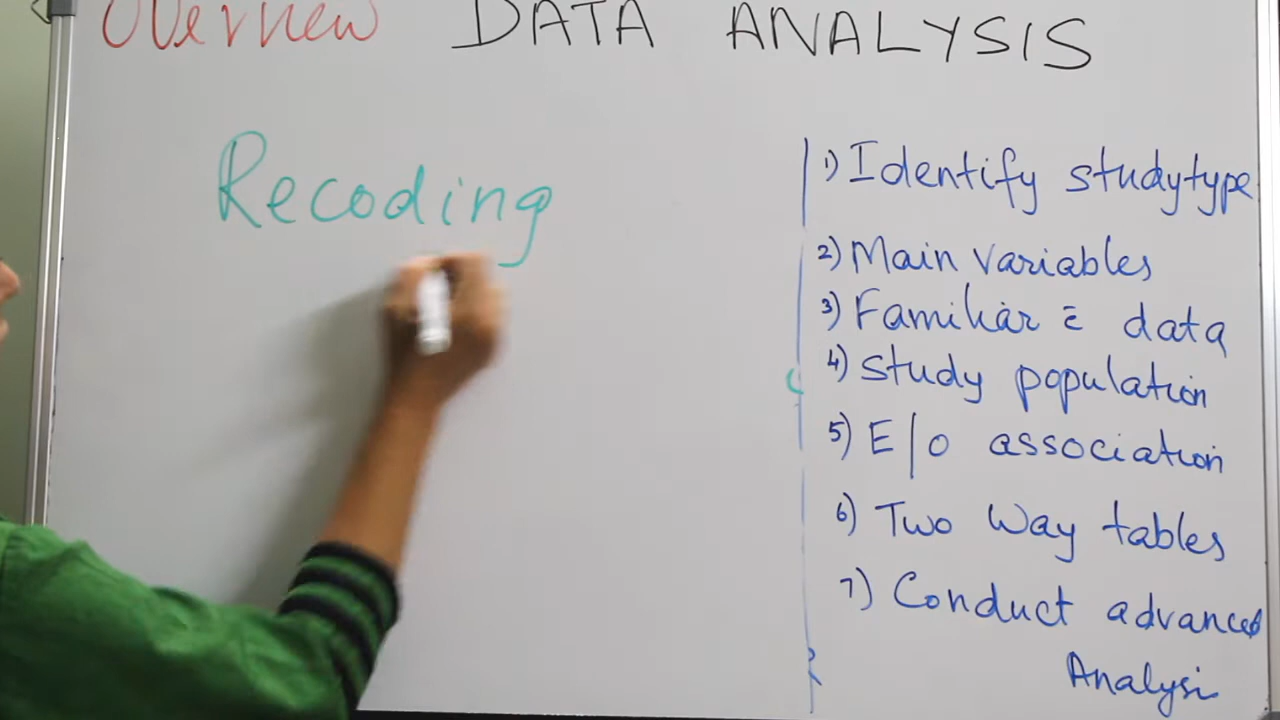 Overview DATA ANALYSIS
Recoding
1) Identify studytype
2) Main variables
3) Familiar c̄ data
4) Study population
5) E/O association
6) Two Way tables
7) Conduct advanced
Analysis